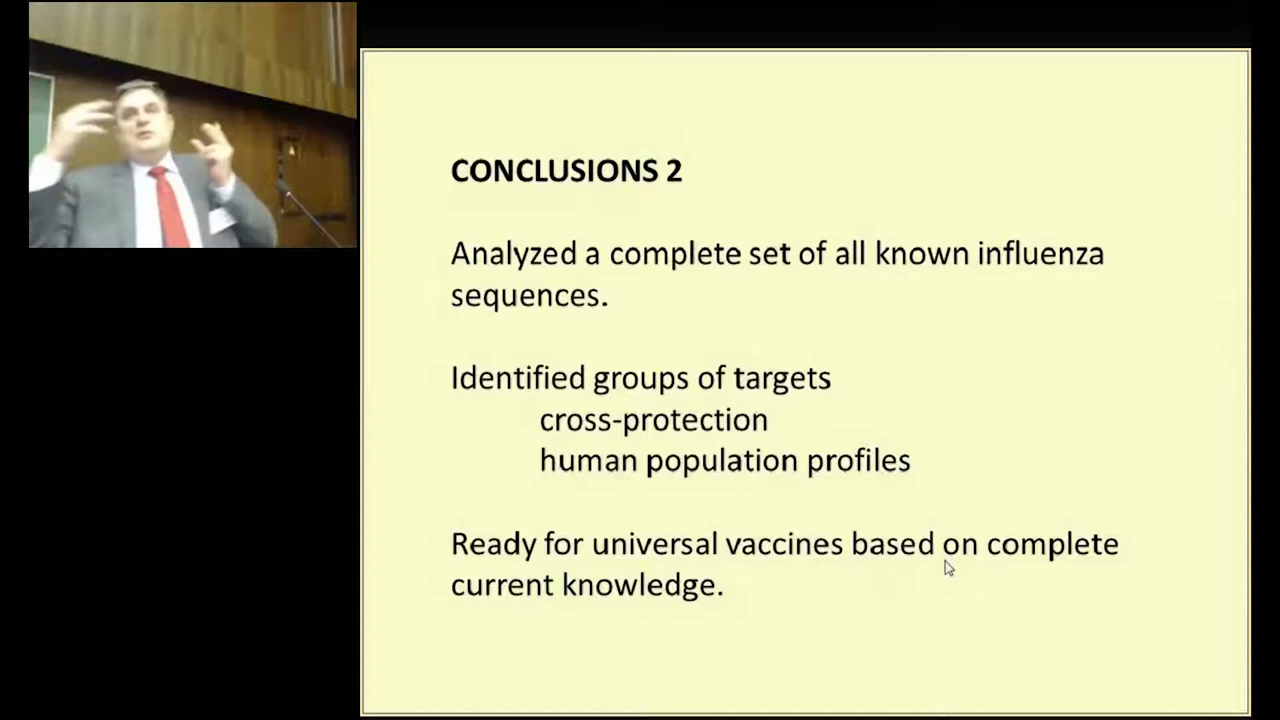 CONCLUSIONS 2
Analyzed a complete set of all known influenza
sequences.
Identified groups of targets
cross-protection
human population profiles
Ready for universal vaccines based on complete
current knowledge.